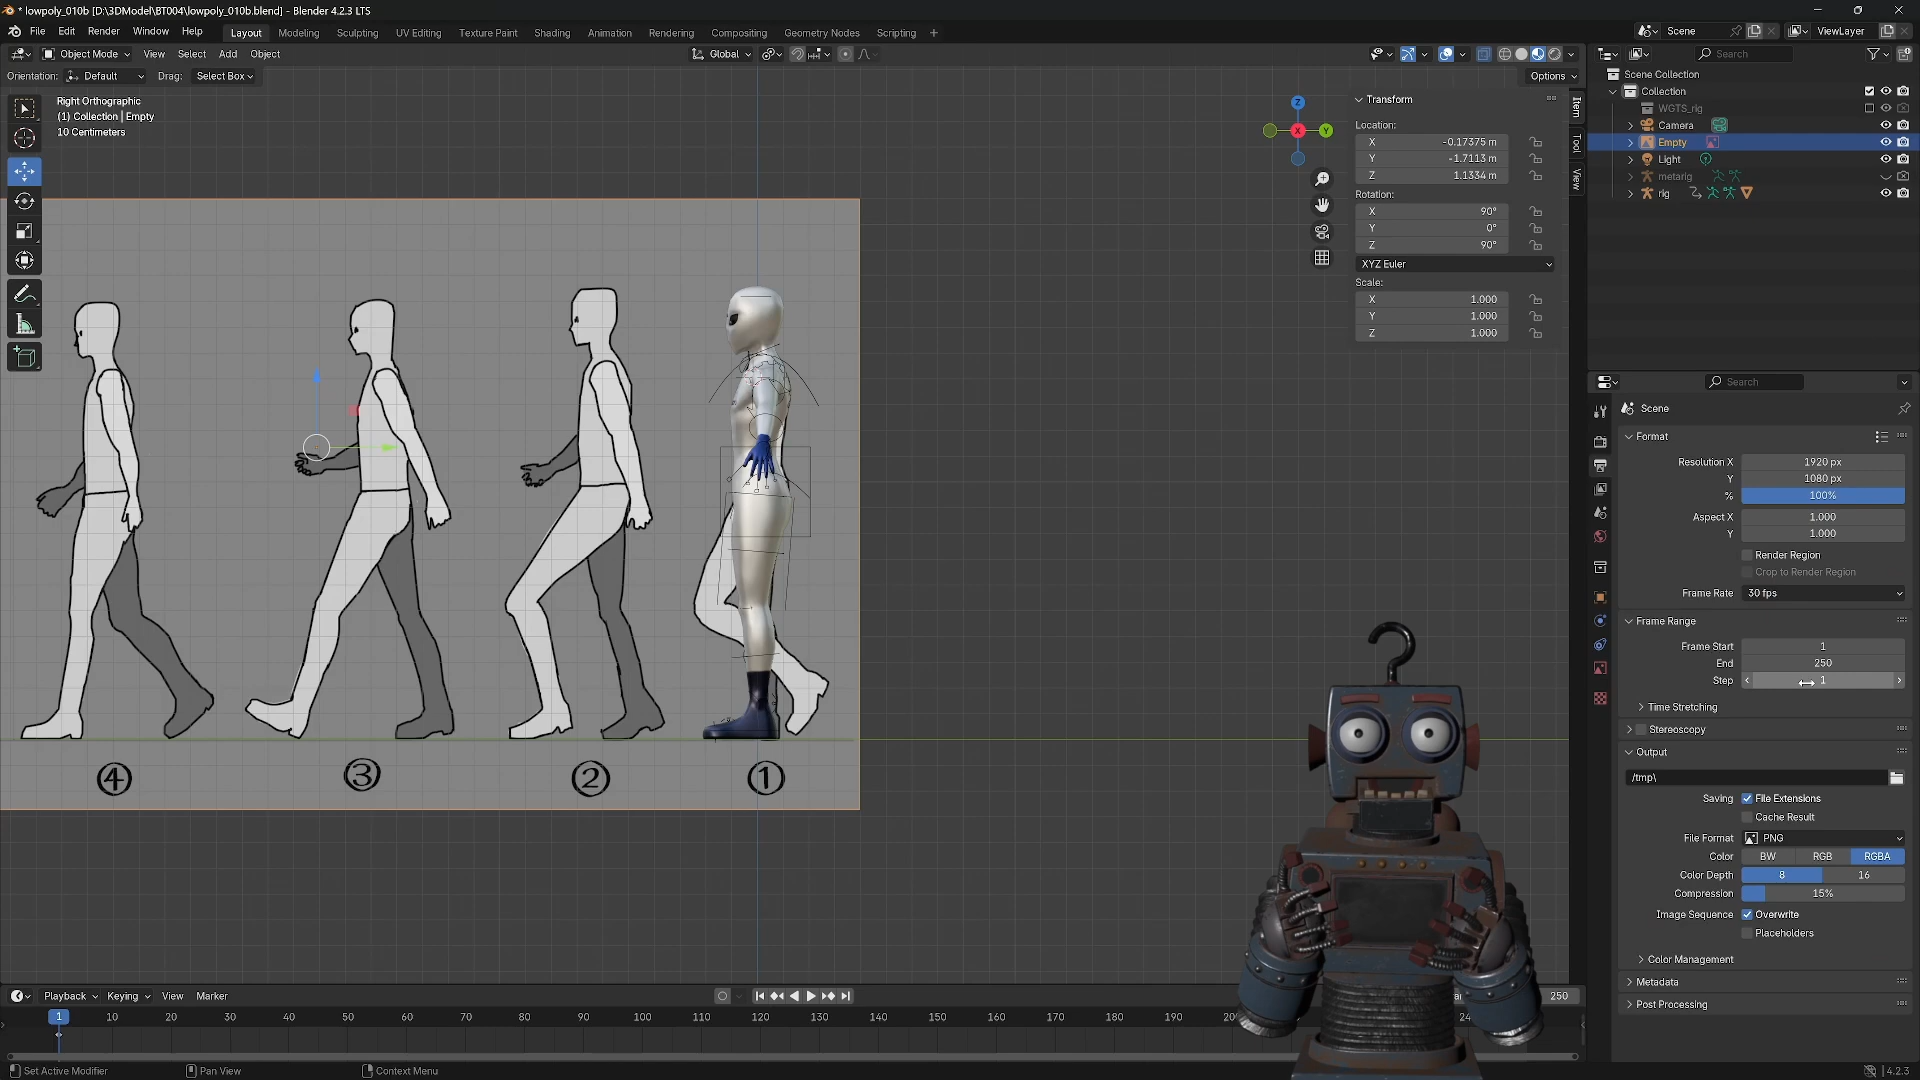 * lowpoly_010b [D:\3DModel\BT004\lowpoly_010b.blend] - Blender 4.2.3 LTS
File Edit Render Window Help Layout Modeling Sculpting UV Editing Texture Paint Shading Animation Rendering Compositing Geometry Nodes Scripting + Scene ViewLayer
Object Mode View Select Add Object Global Search
Orientation: Default Drag: Select Box Options
Right Orthographic
(1) Collection | Empty
10 Centimeters
Z
X
Y
Transform
Location:
X -0.17375 m
Y -1.7113 m
Z 1.1334 m
Rotation:
X 90°
Y 0°
Z 90°
XYZ Euler
Scale:
X 1.000
Y 1.000
Z 1.000
Item
Tool
View
Scene Collection
Collection
WGTS_rig
Camera
Empty
Light
metarig
rig
④ ③ ② ①
Search
Scene
Format
Resolution X 1920 px
Y 1080 px
% 100%
Aspect X 1.000
Y 1.000
Render Region
Crop to Render Region
Frame Rate 30 fps
Frame Range
Frame Start 1
End 250
Step 1
Time Stretching
Stereoscopy
Output
/tmp\
Saving File Extensions
Cache Result
File Format PNG
Color BW RGB RGBA
Color Depth 8 16
Compression 15%
Image Sequence Overwrite
Placeholders
Color Management
Metadata
Post Processing
Playback Keying View Marker 250
1 10 20 30 40 50 60 70 80 90 100 110 120 130 140 150 160 170 180 190
Set Active Modifier Pan View Context Menu 4.2.3